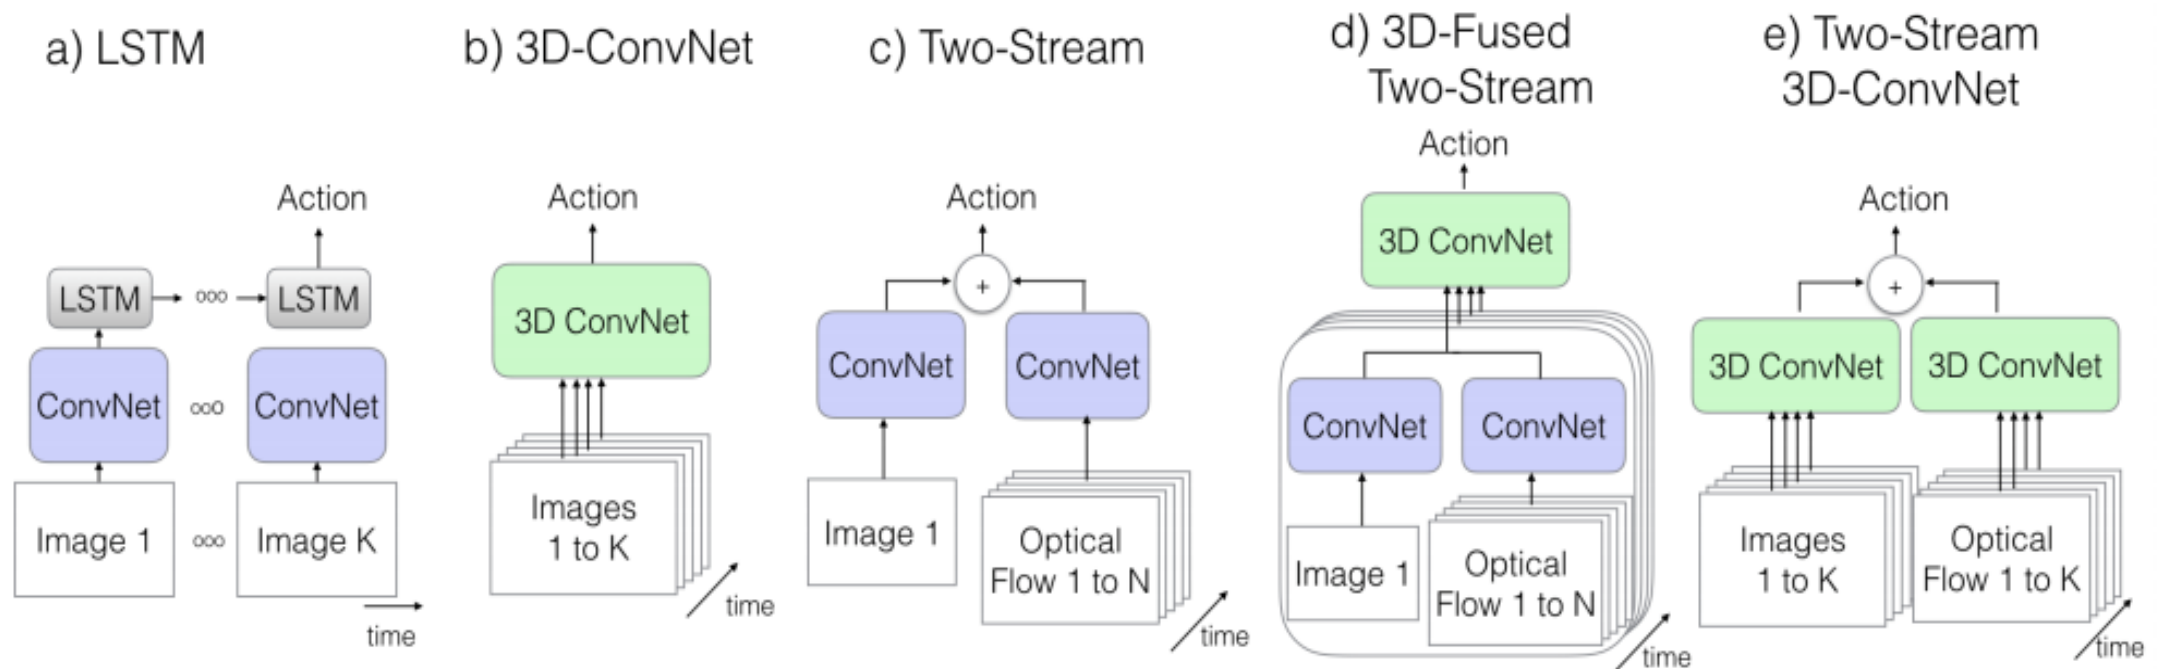 a) LSTM
Action
LSTM
ooo
LSTM
ConvNet
ooo
ConvNet
Image 1
ooo
Image K
time
b) 3D-ConvNet
Action
3D ConvNet
Images
1 to K
time
c) Two-Stream
Action
+
ConvNet
ConvNet
Image 1
Optical
Flow 1 to N
time
d) 3D-Fused
Two-Stream
Action
3D ConvNet
ConvNet
ConvNet
Image 1
Optical
Flow 1 to N
time
e) Two-Stream
3D-ConvNet
Action
+
3D ConvNet
3D ConvNet
Images
1 to K
Optical
Flow 1 to K
time